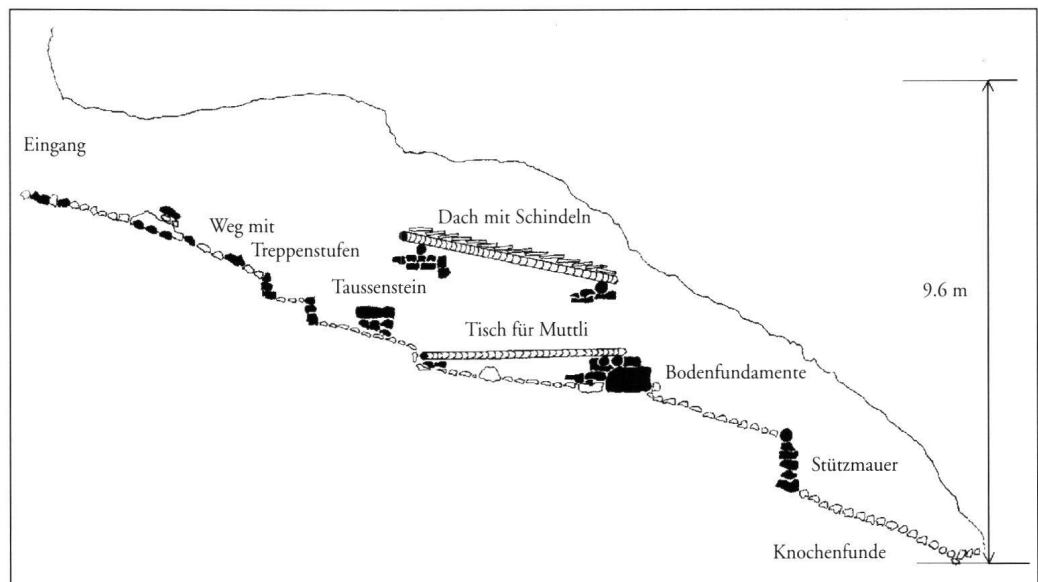 Eingang
Weg mit
Treppenstufen
Dach mit Schindeln
Taussenstein
9.6 m
Tisch für Muttli
Bodenfundamente
Stützmauer
Knochenfunde